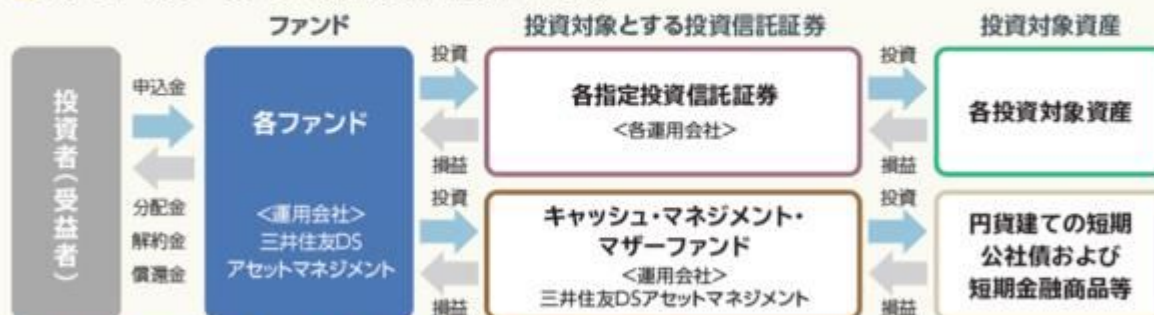 ファンド
投資対象とする投資信託証券
投資対象資産
投資者(受益者)
申込金
分配金
解約金
償還金
各ファンド
<運用会社>
三井住友DS
アセットマネジメント
投資
損益
投資
損益
各指定投資信託証券
<各運用会社>
キャッシュ・マネジメント・
マザーファンド
<運用会社>
三井住友DSアセットマネジメント
投資
損益
投資
損益
各投資対象資産
円貨建ての短期
公社債および
短期金融商品等